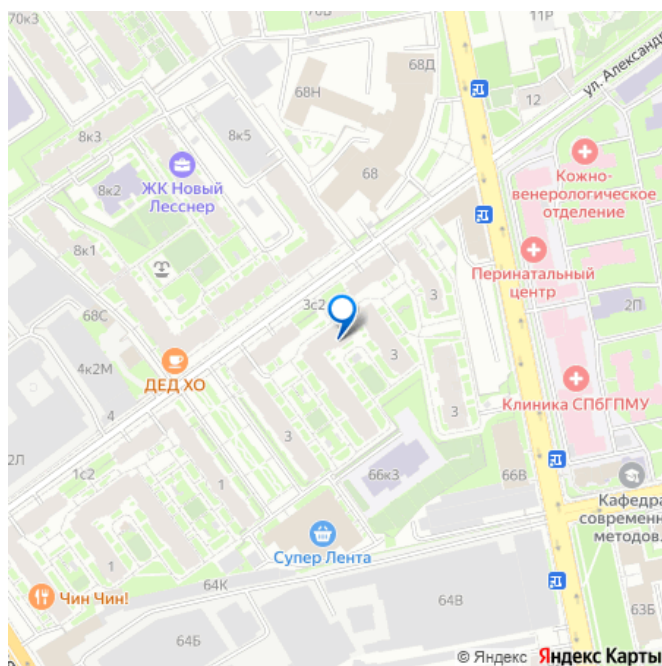 70к3
11Р
68Д
ул. Александр
68Н
12
8к3
8к5
Кожно-
венерологическое
отделение
8к2
ЖК Новый
Лесснер
68
8к1
Перинатальный
центр
2П
3с2
3
68С
3
4к2М
ДЕД ХО
Клиника СПбГПМУ
4
3
3
2Л
1с2
66к3
66В
1
Кафедра
современн
методов.
Супер Лента
1
64К
Чин Чин!
64В
63Б
64Б
© Яндекс Яндекс Карты